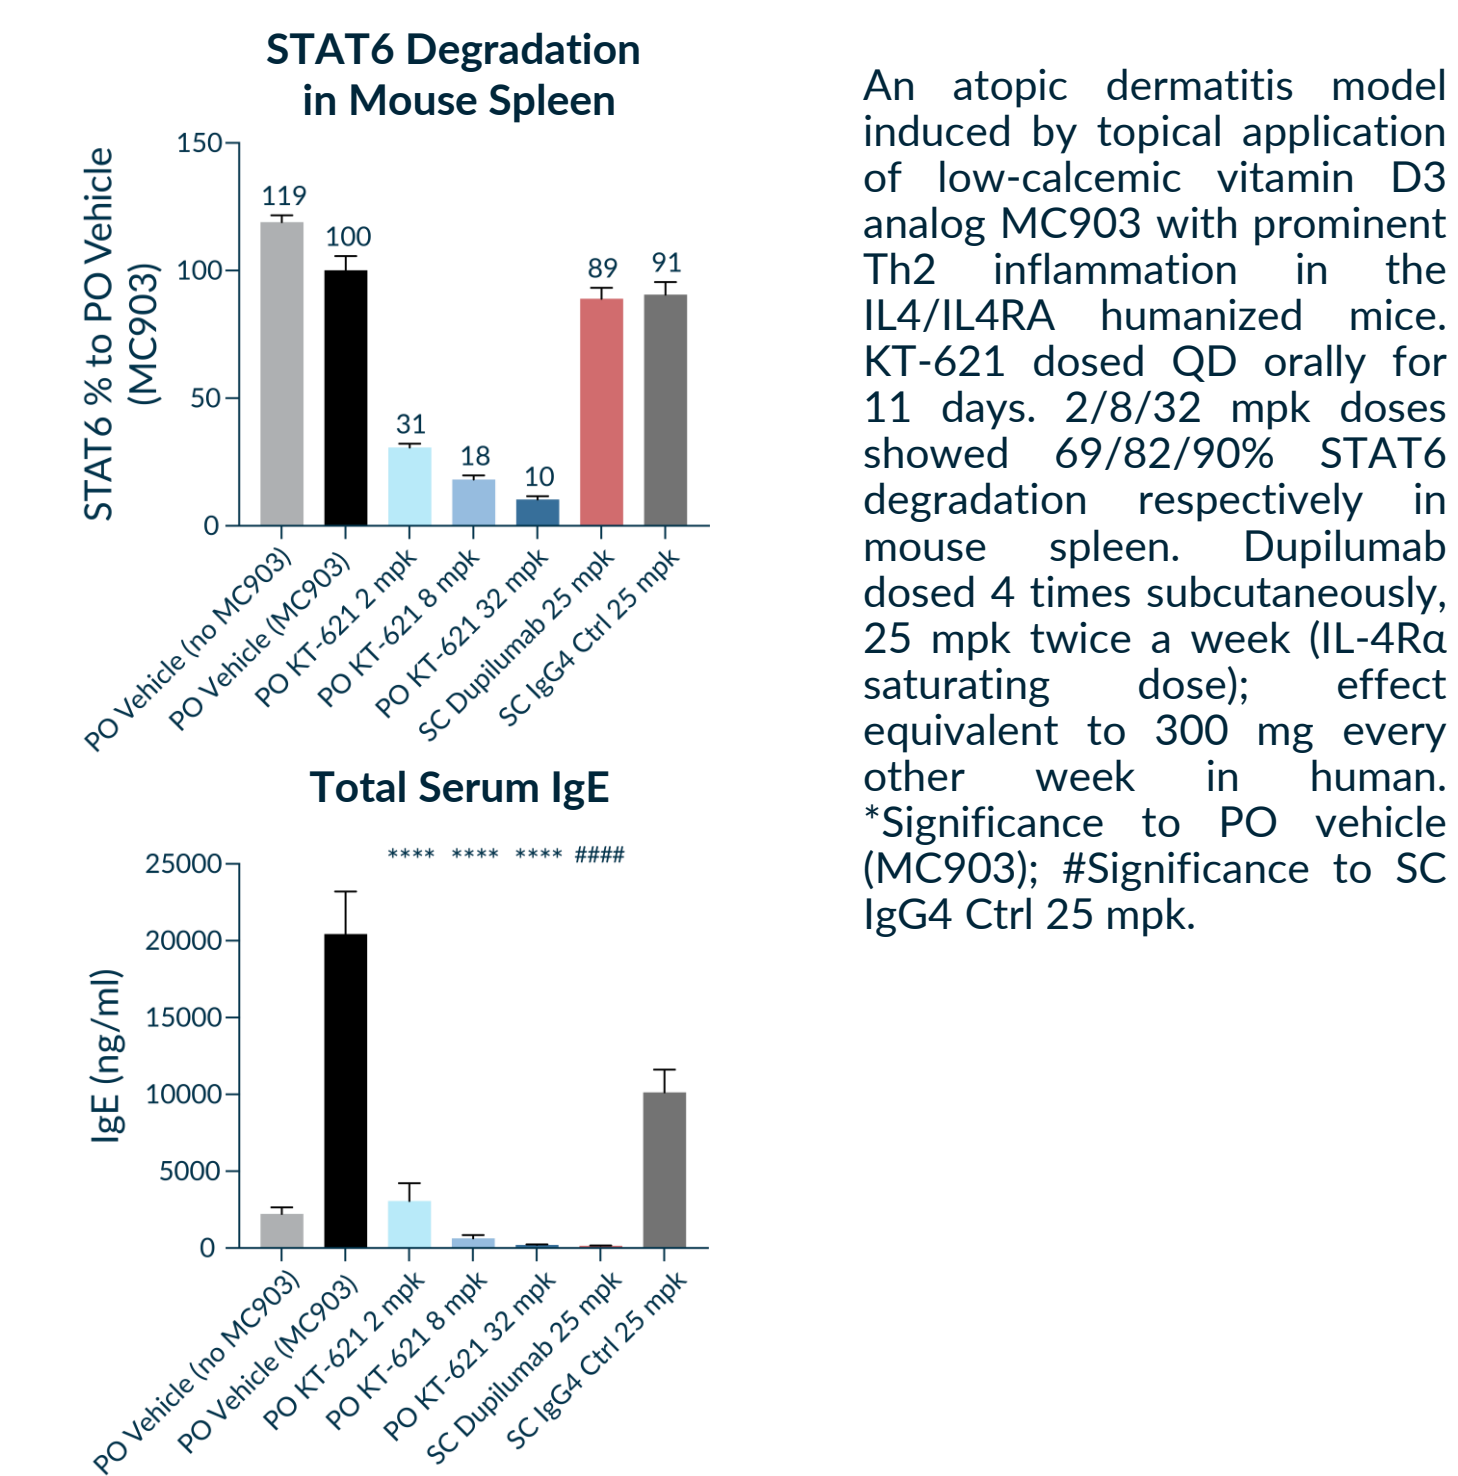 STAT6 Degradation
in Mouse Spleen
STAT6 % to PO Vehicle
(MC903)
150
100
50
0
119
100
31
18
10
89
91
PO Vehicle (no MC903)
PO Vehicle (MC903)
PO KT-621 2 mpk
PO KT-621 8 mpk
PO KT-621 32 mpk
SC Dupilumab 25 mpk
SC IgG4 Ctrl 25 mpk
Total Serum IgE
IgE (ng/ml)
25000
20000
15000
10000
5000
0
**** **** **** ####
PO Vehicle (no MC903)
PO Vehicle (MC903)
PO KT-621 2 mpk
PO KT-621 8 mpk
PO KT-621 32 mpk
SC Dupilumab 25 mpk
SC IgG4 Ctrl 25 mpk
An atopic dermatitis model
induced by topical application
of low-calcemic vitamin D3
analog MC903 with prominent
Th2 inflammation in the
IL4/IL4RA humanized mice.
KT-621 dosed QD orally for
11 days. 2/8/32 mpk doses
showed 69/82/90% STAT6
degradation respectively in
mouse spleen. Dupilumab
dosed 4 times subcutaneously,
25 mpk twice a week (IL-4Rα
saturating dose); effect
equivalent to 300 mg every
other week in human.
*Significance to PO vehicle
(MC903); #Significance to SC
IgG4 Ctrl 25 mpk.